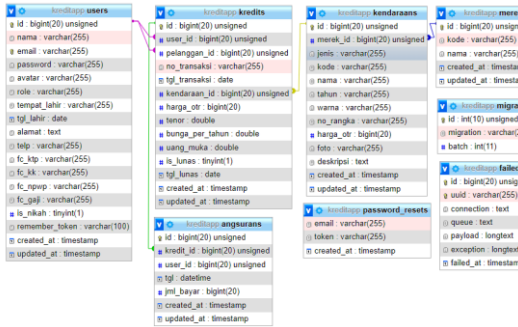 kreditapp users
id : bigint(20) unsigned
nama : varchar(255)
email : varchar(255)
password : varchar(255)
avatar : varchar(255)
role : varchar(255)
tempat_lahir : varchar(255)
tgl_lahir : date
alamat : text
telp : varchar(255)
fc_ktp : varchar(255)
fc_kk : varchar(255)
fc_npwp : varchar(255)
fc_gaji : varchar(255)
is_nikah : tinyint(1)
remember_token : varchar(100)
created_at : timestamp
updated_at : timestamp
kreditapp kredits
id : bigint(20) unsigned
user_id : bigint(20) unsigned
pelanggan_id : bigint(20) unsigned
no_transaksi : varchar(255)
tgl_transaksi : date
kendaraan_id : bigint(20) unsigned
harga_otr : bigint(20)
tenor : double
bunga_per_tahun : double
uang_muka : double
is_lunas : tinyint(1)
tgl_lunas : date
created_at : timestamp
updated_at : timestamp
kreditapp angsurans
id : bigint(20) unsigned
kredit_id : bigint(20) unsigned
user_id : bigint(20) unsigned
tgl : datetime
jml_bayar : bigint(20)
created_at : timestamp
updated_at : timestamp
kreditapp kendaraans
id : bigint(20) unsigned
merek_id : bigint(20) unsigned
jenis : varchar(255)
kode : varchar(255)
nama : varchar(255)
tahun : varchar(255)
warna : varchar(255)
no_rangka : varchar(255)
harga_otr : bigint(20)
foto : varchar(255)
deskripsi : text
created_at : timestamp
updated_at : timestamp
kreditapp password_resets
email : varchar(255)
token : varchar(255)
created_at : timestamp
kreditapp mere
id : bigint(20) unsigned
kode : varchar(255)
nama : varchar(255)
created_at : timestam
updated_at : timestam
kreditapp migra
id : int(10) unsigned
migration : varchar(2
batch : int(11)
kreditapp failed
id : bigint(20) unsigne
uuid : varchar(255)
connection : text
queue : text
payload : longtext
exception : longtext
failed_at : timestam